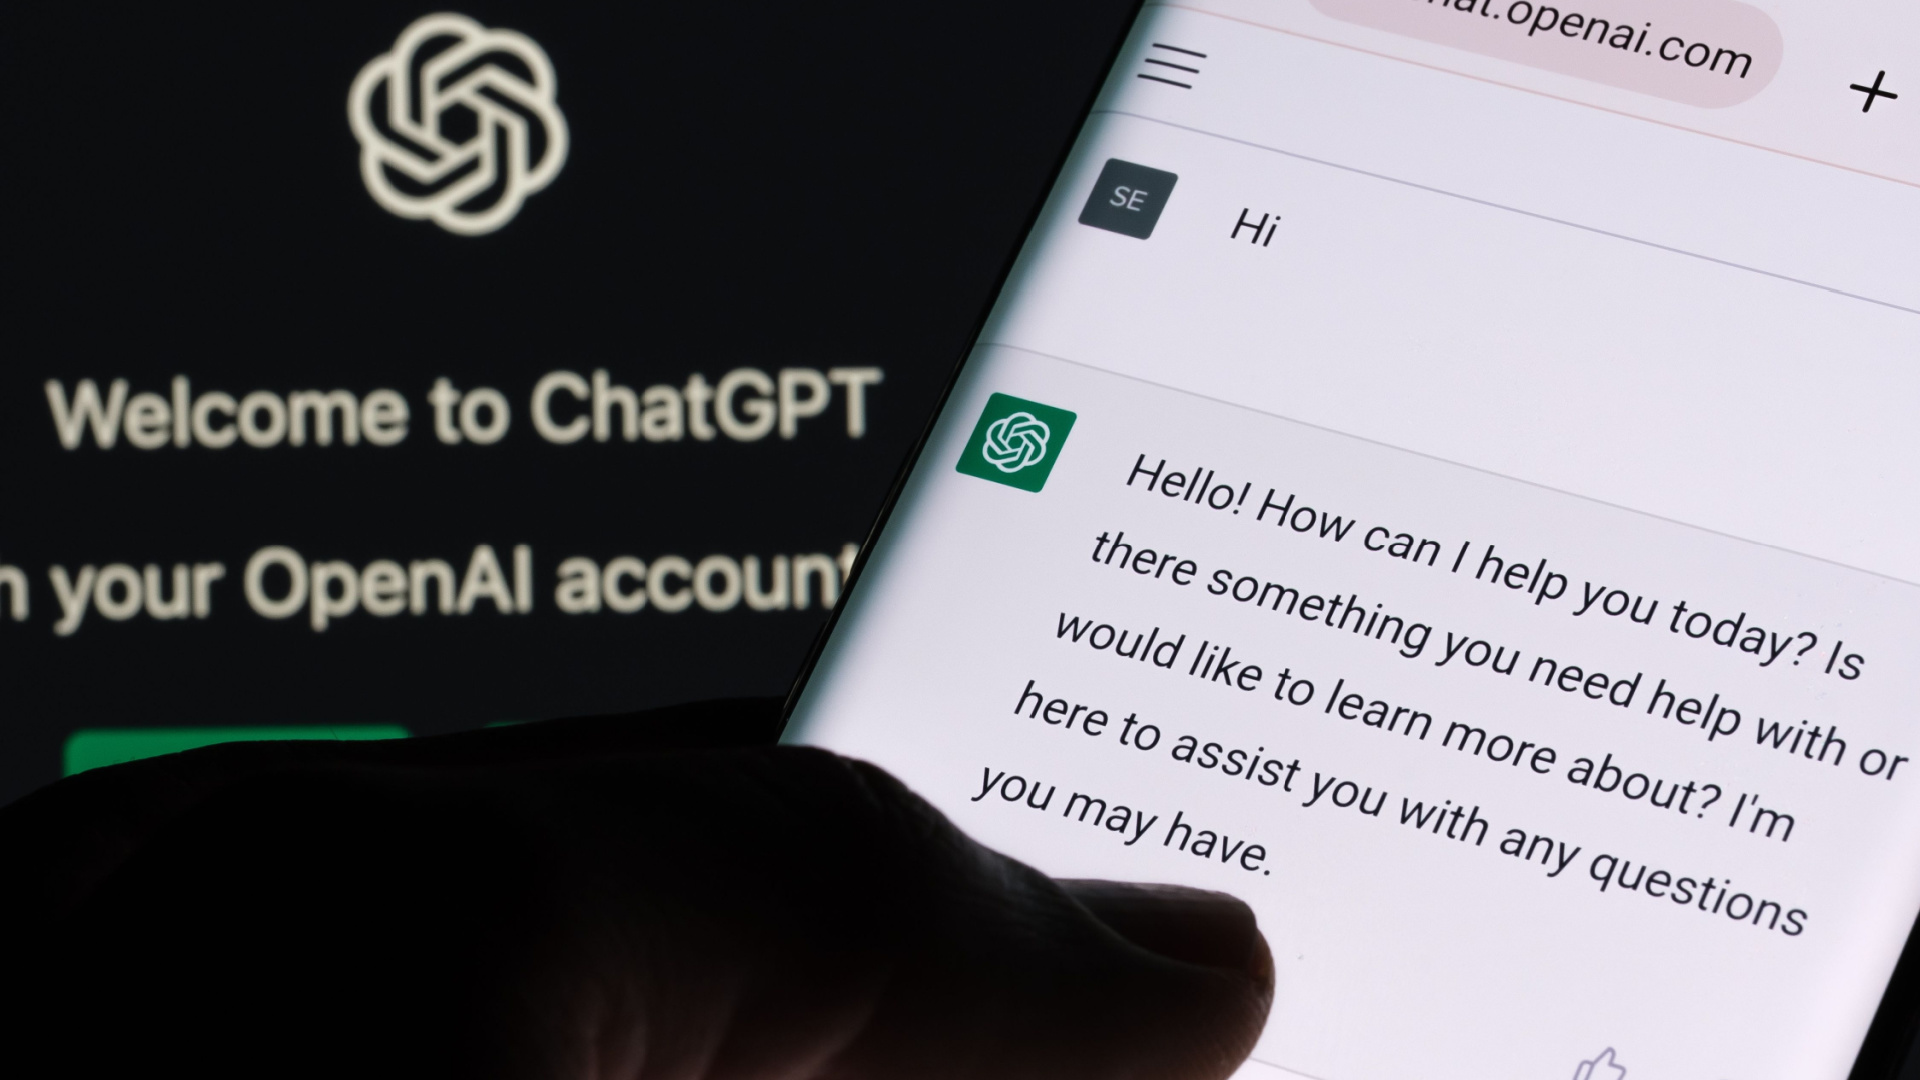 Welcome to ChatGPT
your OpenAI account
chat.openai.com
SE
Hi
Hello! How can I help you today? Is
there something you need help with or
would like to learn more about? I'm
here to assist you with any questions
you may have.